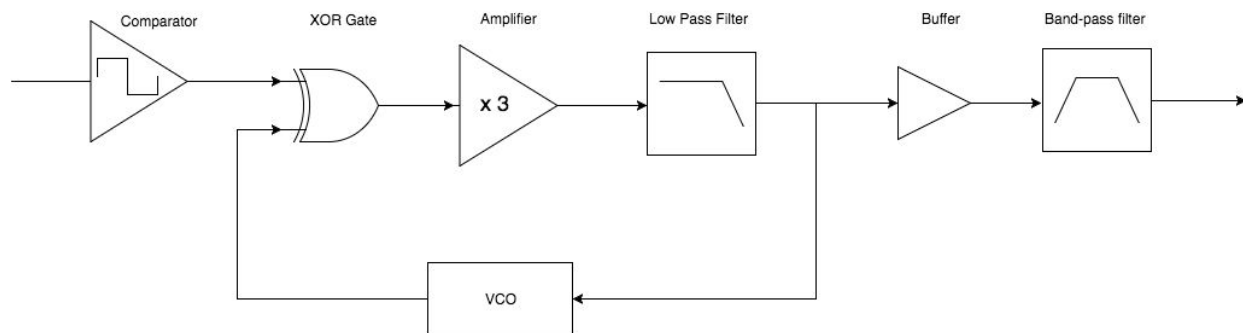 Comparator
XOR Gate
Amplifier
Low Pass Filter
Buffer
Band-pass filter
x 3
VCO